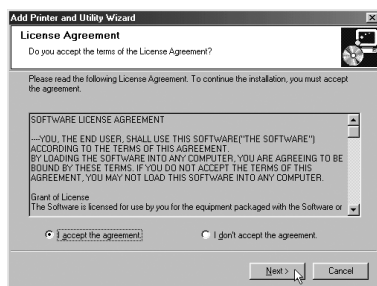 Add Printer and Utility Wizard
License Agreement
Do you accept the terms of the License Agreement?
Please read the following License Agreement. To continue the installation, you must accept
the agreement.
SOFTWARE LICENSE AGREEMENT
----YOU, THE END USER, SHALL USE THIS SOFTWARE("THE SOFTWARE")
ACCORDING TO THE TERMS OF THIS AGREEMENT.
BY LOADING THE SOFTWARE INTO ANY COMPUTER, YOU ARE AGREEING TO BE
BOUND BY THESE TERMS. IF YOU DO NOT ACCEPT THE TERMS OF THIS
AGREEMENT, YOU MAY NOT LOAD THIS SOFTWARE INTO ANY COMPUTER.
Grant of License
The Software is licensed for use by you for the equipment packaged with the Software or
I accept the agreement. I don't accept the agreement.
Next > Cancel